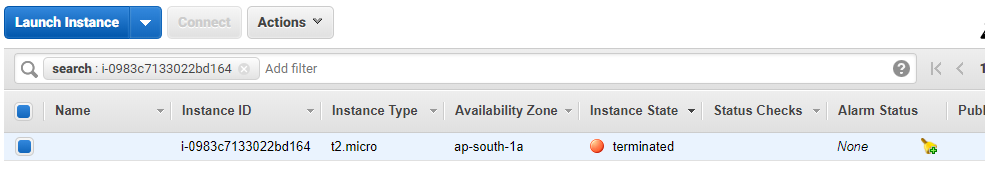 Launch Instance Connect Actions
search : i-0983c7133022bd164 Add filter
Name Instance ID Instance Type Availability Zone Instance State Status Checks Alarm Status
i-0983c7133022bd164 t2.micro ap-south-1a terminated None